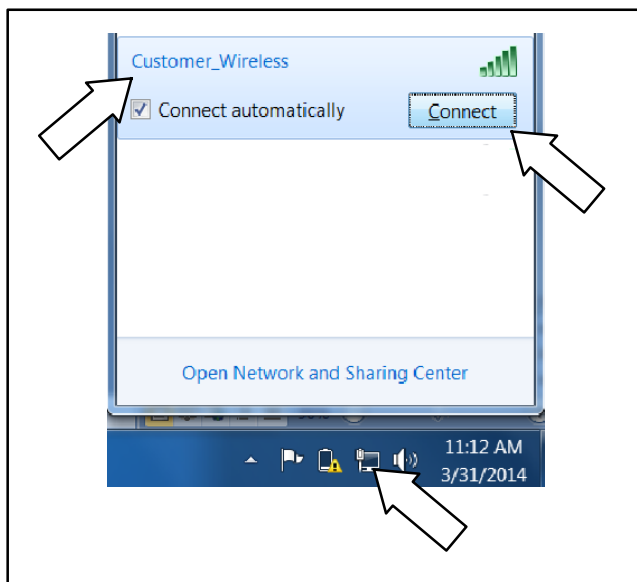 Customer_Wireless
Connect automatically
Connect
Open Network and Sharing Center
11:12 AM
3/31/2014